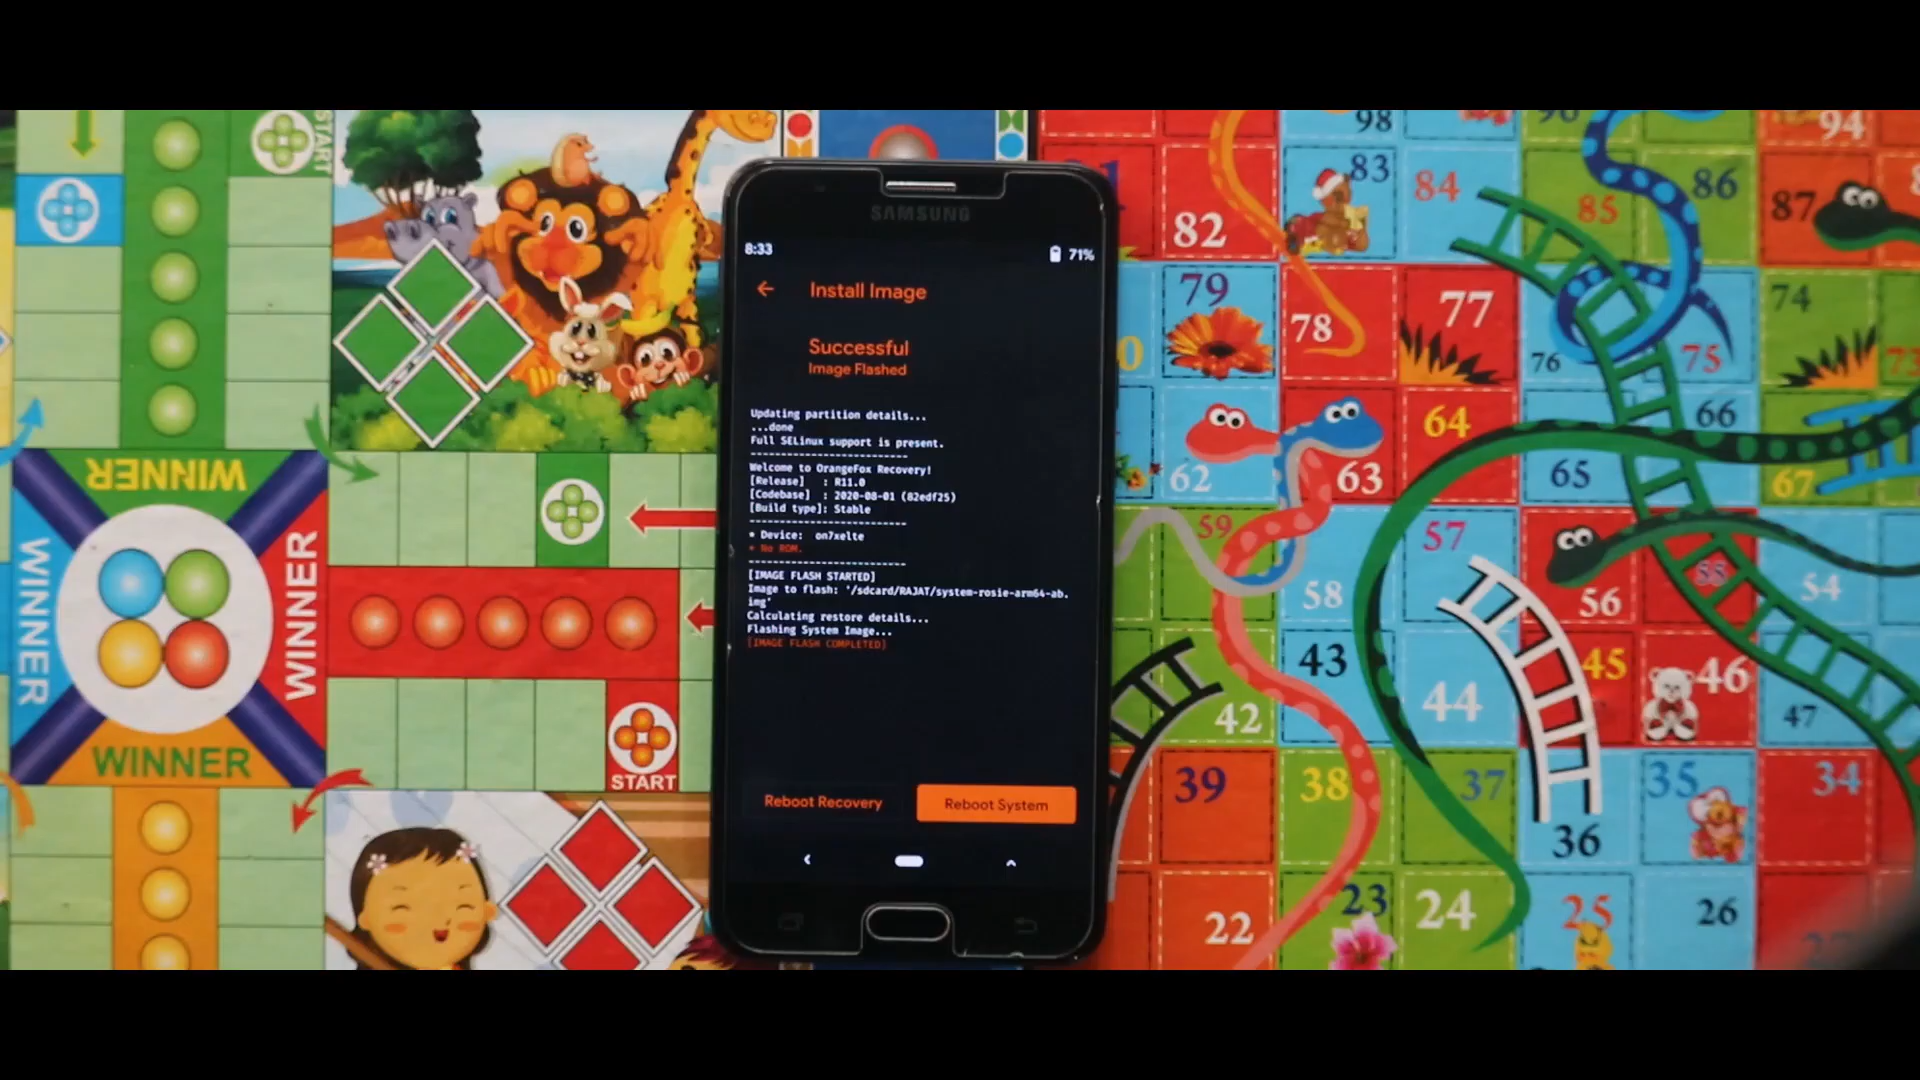 SAMSUNG
8:33
71%
Install Image
Successful
Image Flashed
Updating partition details...
...done
Full SELinux support is present.
------------------------
Welcome to OrangeFox Recovery!
[Release]   : R11.0
[Codebase]  : 2020-08-01 (82edf25)
[Build type]: Stable
------------------------
• Device:  on7xelte
• No ROM.
------------------------
[IMAGE FLASH STARTED]
Image to flash: '/sdcard/RAJAT/system-rosie-arm64-ab.
img'
Calculating restore details...
Flashing System Image...
[IMAGE FLASH COMPLETED]
Reboot Recovery
Reboot System
START
WINNER
WINNER
WINNER
WINNER
START
98
94
83
84
85
86
87
82
79
78
77
76
75
74
73
62
63
64
65
66
67
59
58
57
56
55
54
42
43
44
45
46
47
39
38
37
36
35
34
22
23
24
25
26